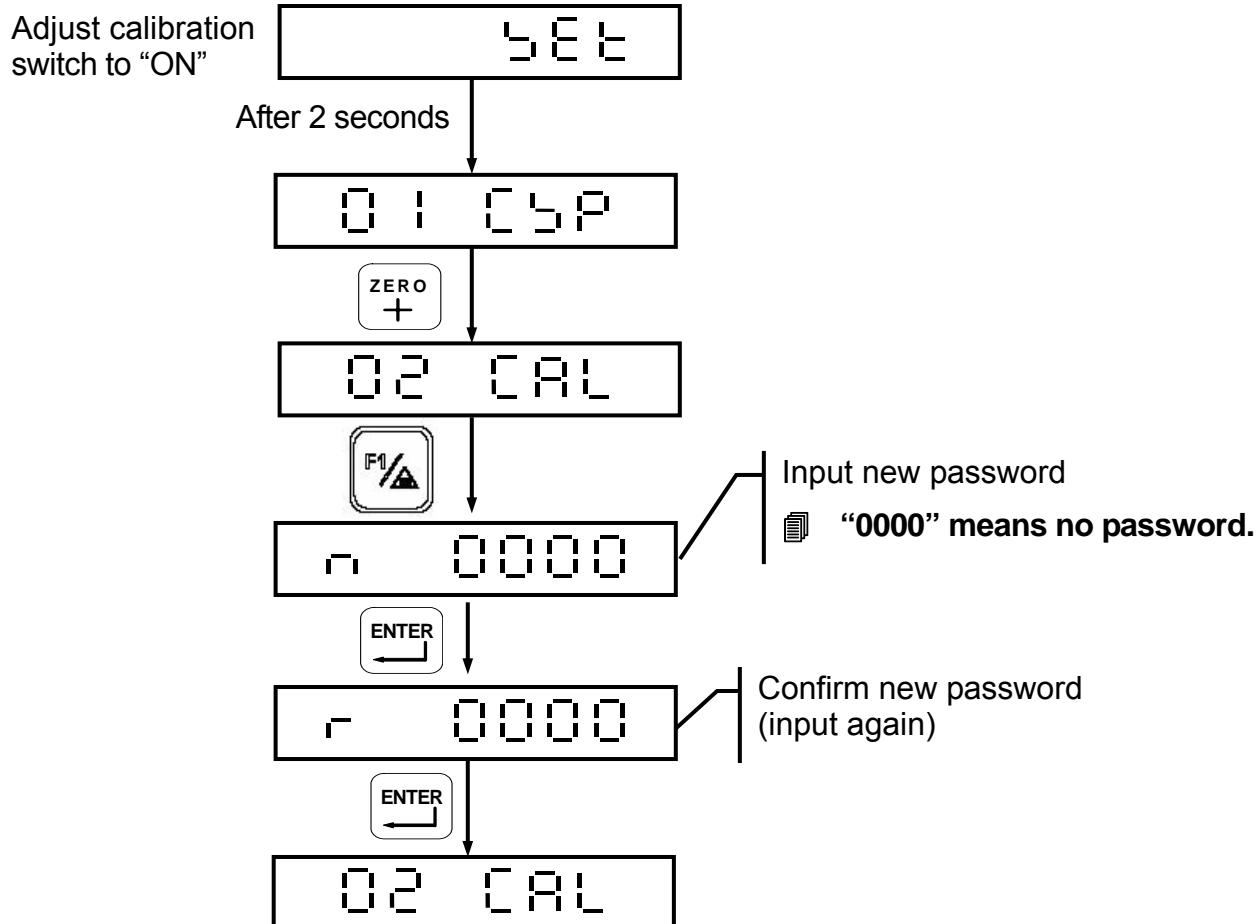 Adjust calibration
switch to “ON”
SEt
After 2 seconds
01 CSP
ZERO
+
02 CAL
F1/
n 0000
Input new password
“0000” means no password.
ENTER
r 0000
Confirm new password
(input again)
ENTER
02 CAL